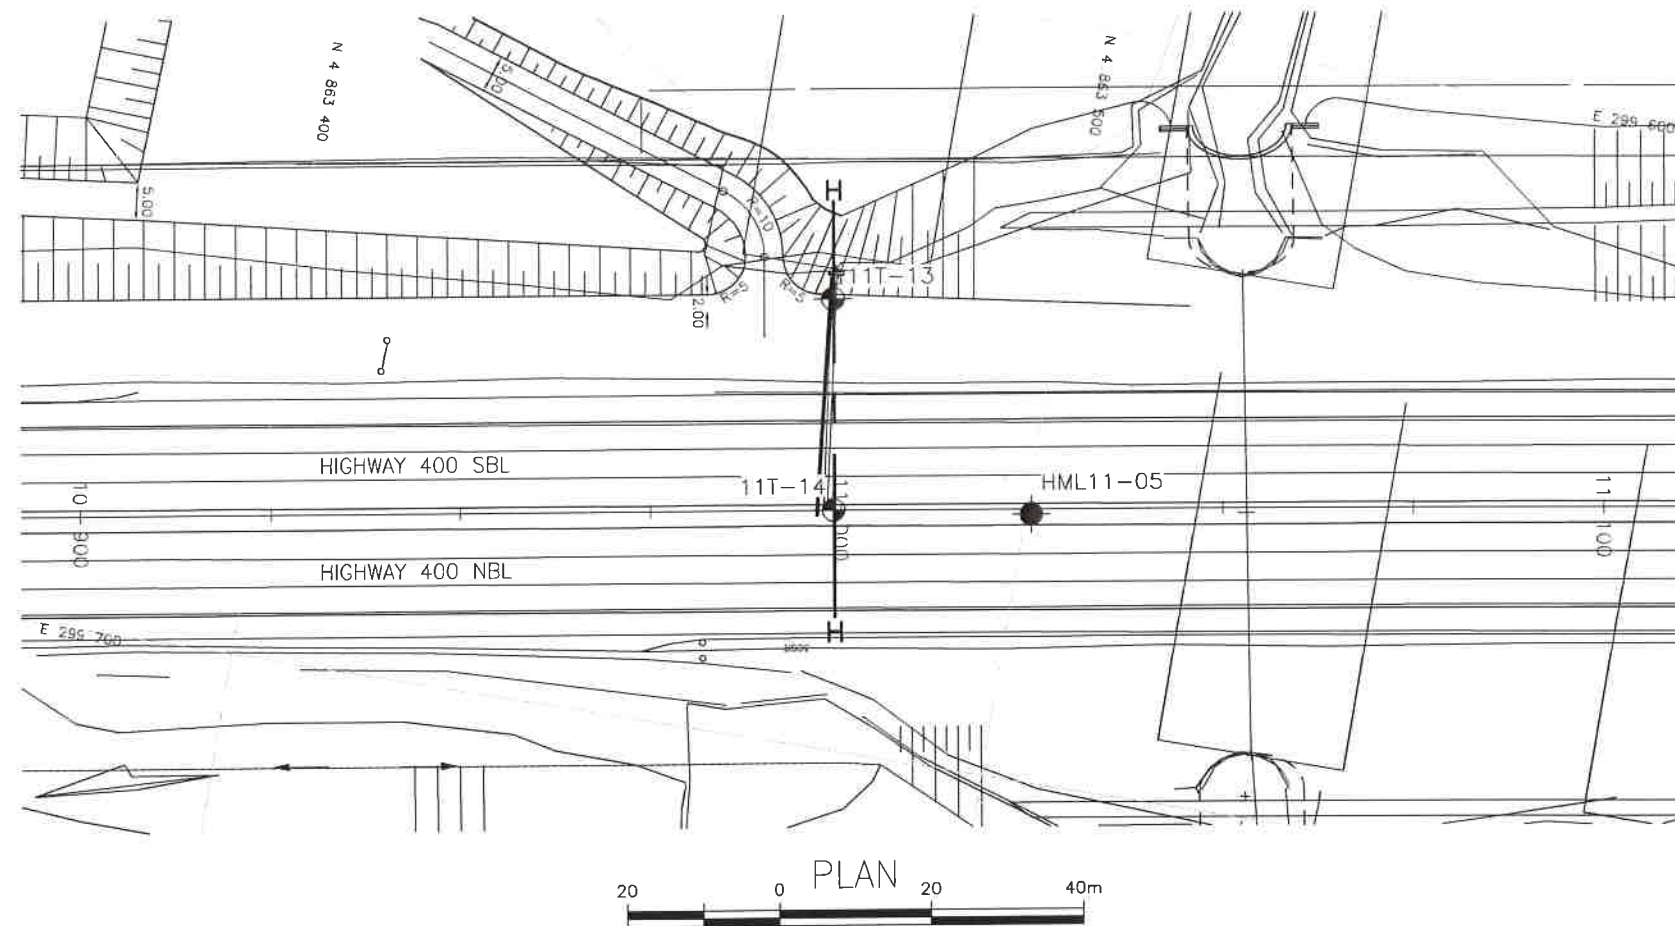 N 4 863 400
N 4 863 500
E 299 600
5.00
5.00
R=10
H
11T-13
R=5
R=5
2.00
HIGHWAY 400 SBL
11T-14
HML11-05
10-900
11-100
HIGHWAY 400 NBL
E 299 700
H
PLAN
20 0 20 40m